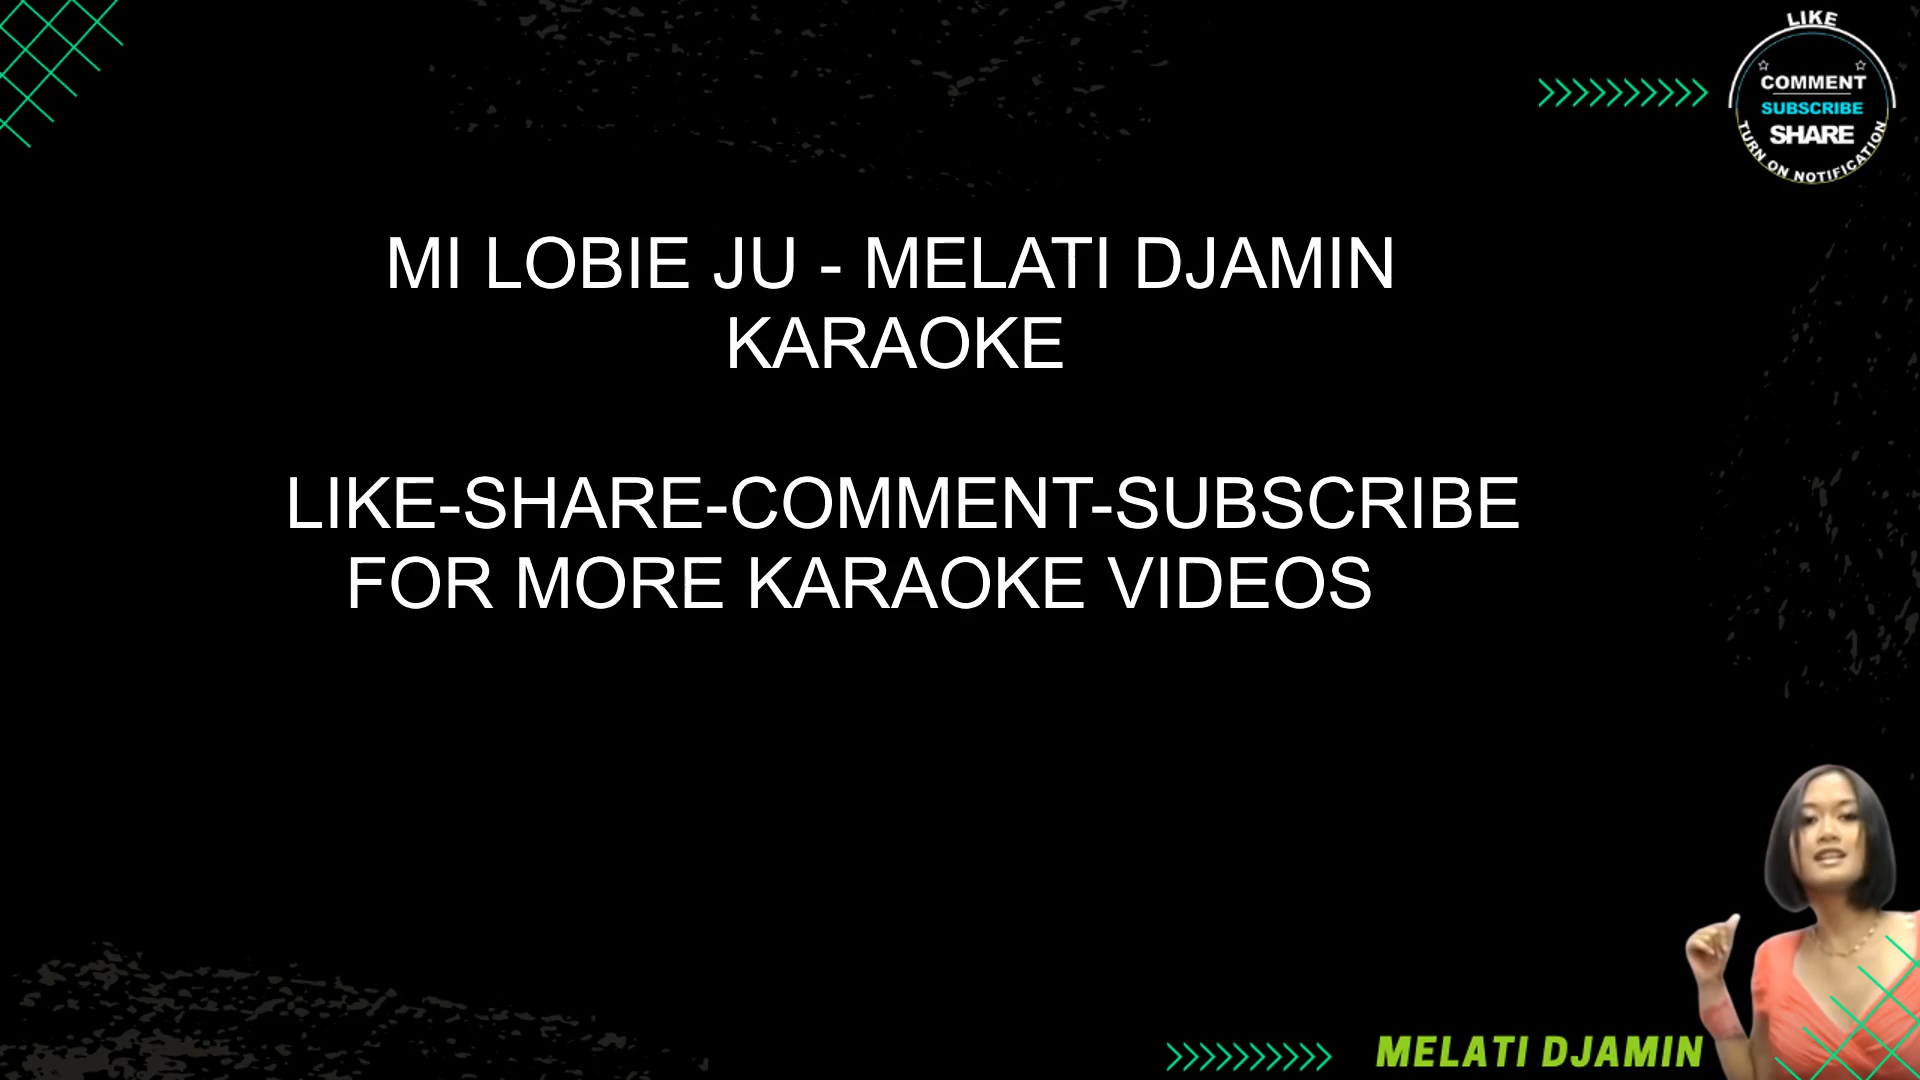 LIKE
COMMENT
SUBSCRIBE
SHARE
TURN ON NOTIFICATION
MI LOBIE JU - MELATI DJAMIN
KARAOKE
LIKE-SHARE-COMMENT-SUBSCRIBE
FOR MORE KARAOKE VIDEOS
MELATI DJAMIN